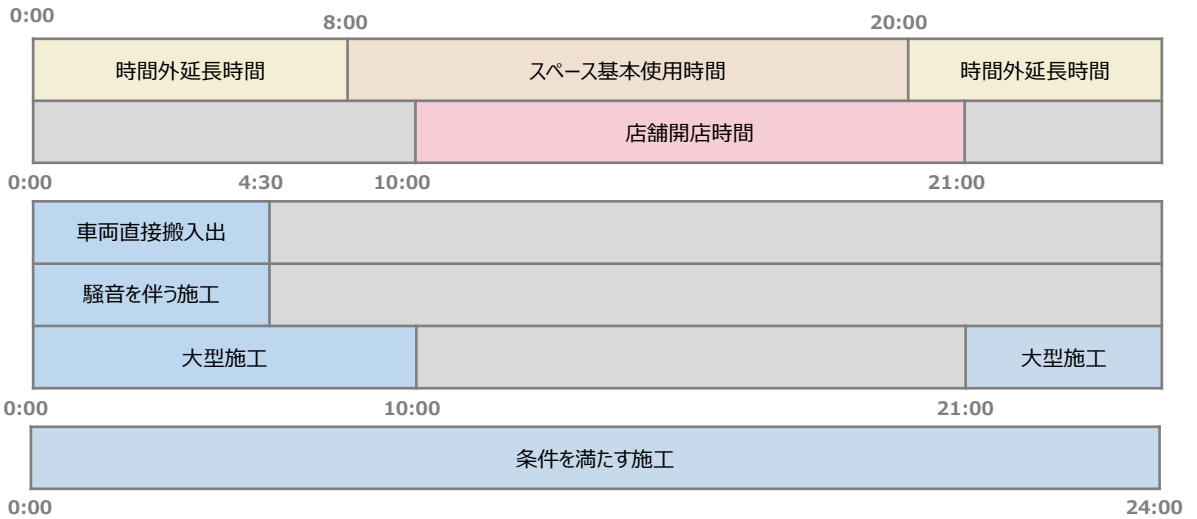 0:00 8:00 20:00
時間外延長時間 スペース基本使用時間 時間外延長時間
店舗開店時間
0:00 4:30 10:00 21:00
車両直接搬入出
騒音を伴う施工
大型施工 大型施工
0:00 10:00 21:00
条件を満たす施工
0:00 24:00